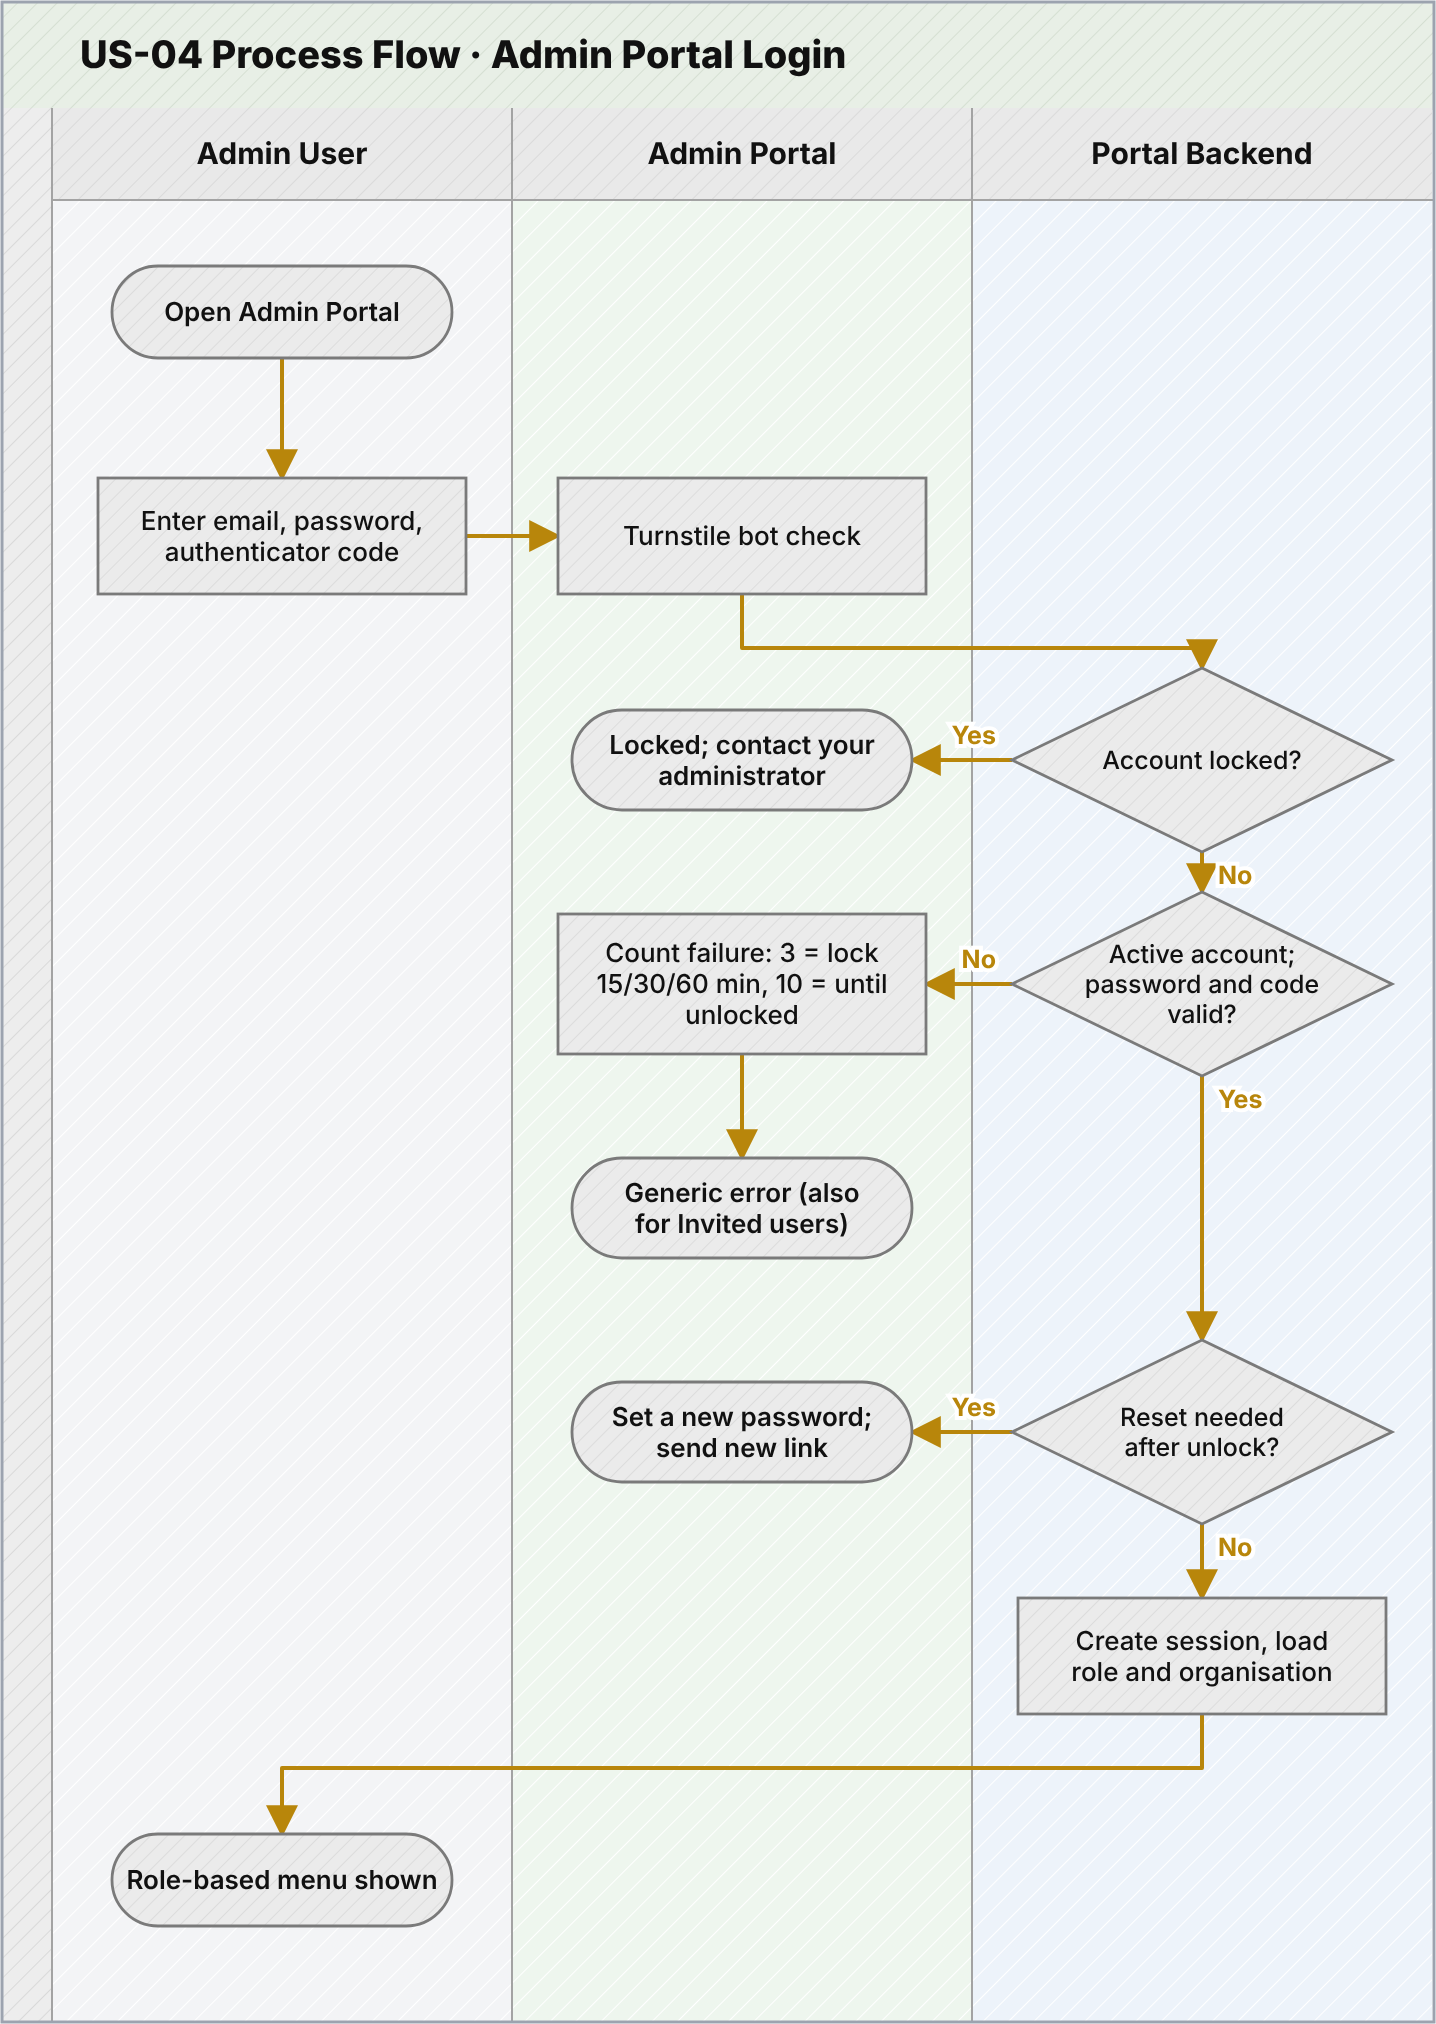 US-04 Process Flow · Admin Portal Login
Admin User
Admin Portal
Portal Backend
Open Admin Portal
Enter email, password,
authenticator code
Turnstile bot check
Account locked?
Yes
Locked; contact your
administrator
No
Active account;
password and code
valid?
No
Count failure: 3 = lock
15/30/60 min, 10 = until
unlocked
Yes
Generic error (also
for Invited users)
Reset needed
after unlock?
Yes
Set a new password;
send new link
No
Create session, load
role and organisation
Role-based menu shown